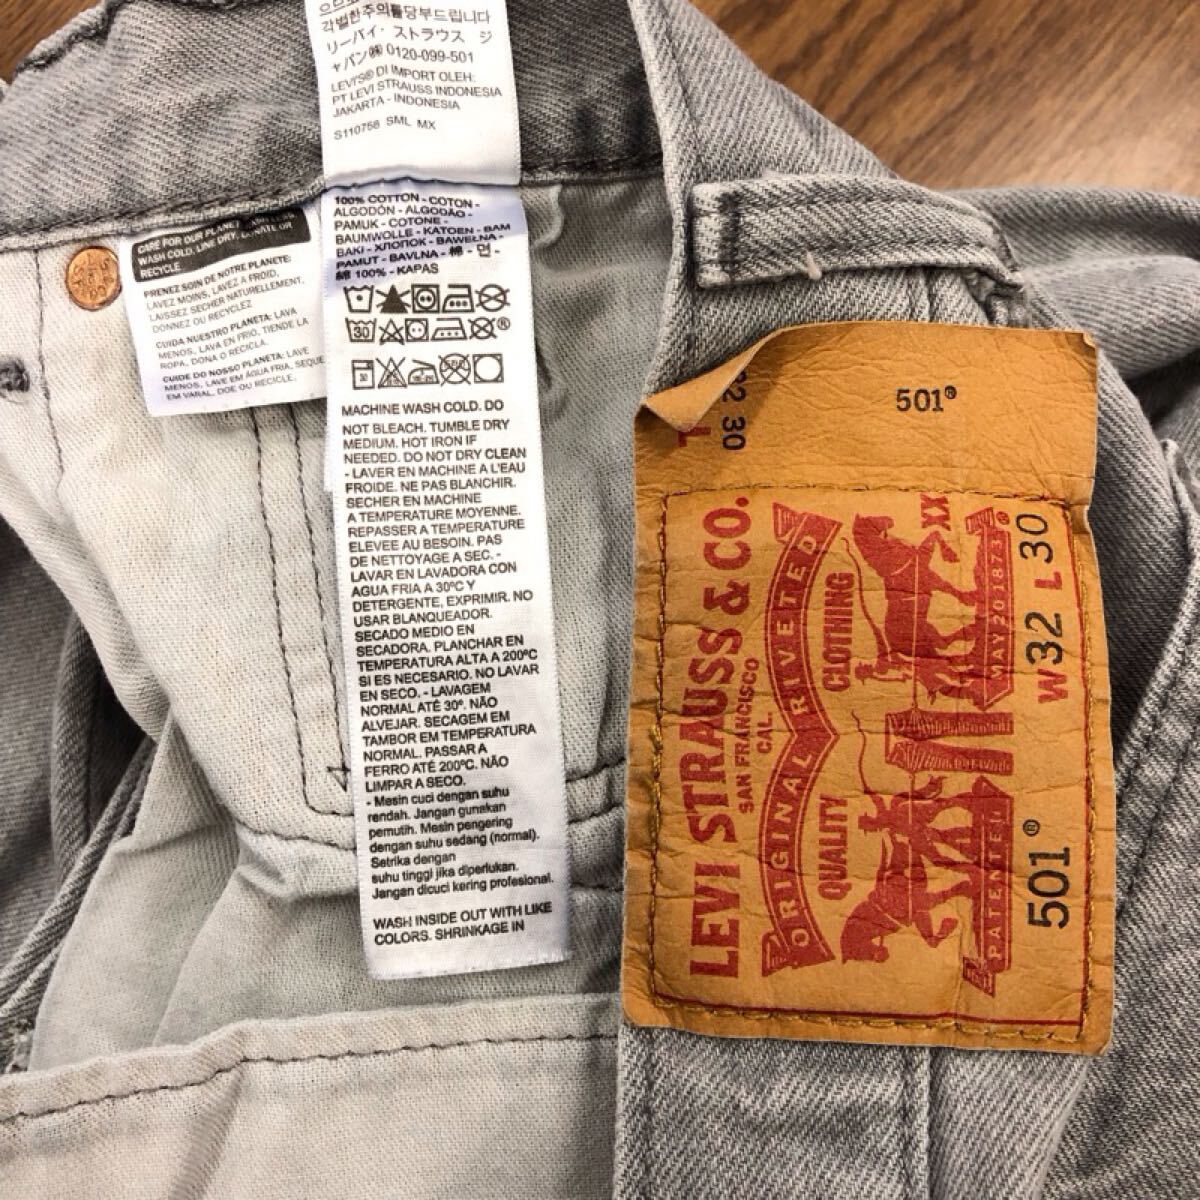 각별한주의를당부드립니다
リーバイ・ストラウス ジ
ャパン㈱ 0120-099-501
LEVI'S® DI IMPORT OLEH:
PT LEVI STRAUSS INDONESIA
JAKARTA - INDONESIA
S110758 SML MX
CARE FOR OUR PLANET
WASH COLD, LINE DRY, DONATE OR
RECYCLE
PRENEZ SOIN DE NOTRE PLANETE:
LAVEZ MOINS, LAVEZ A FROID,
LAISSEZ SECHER NATURELLEMENT,
DONNEZ OU RECYCLEZ
CUIDA NUESTRO PLANETA: LAVA
MENOS, LAVA EN FRIO, TIENDE LA
ROPA, DONA O RECICLA.
CUIDE DO NOSSO PLANETA: LAVE
MENOS, LAVE EM ÁGUA FRIA, SEQUE
EM VARAL, DOE OU RECICLE.
100% COTTON - COTON -
ALGODÓN - ALGODÃO -
PAMUK - COTONE -
BAUMWOLLE - KATOEN - BAM
BAKI - ХЛОПОК - BAWEŁNA -
PAMUT - BAVLNA - 棉 - 면 -
綿 100% - KAPAS
30
30
MACHINE WASH COLD. DO
NOT BLEACH. TUMBLE DRY
MEDIUM. HOT IRON IF
NEEDED. DO NOT DRY CLEAN
- LAVER EN MACHINE A L'EAU
FROIDE. NE PAS BLANCHIR.
SECHER EN MACHINE
A TEMPERATURE MOYENNE.
REPASSER A TEMPERATURE
ELEVEE AU BESOIN. PAS
DE NETTOYAGE A SEC. -
LAVAR EN LAVADORA CON
AGUA FRIA A 30ºC Y
DETERGENTE, EXPRIMIR. NO
USAR BLANQUEADOR.
SECADO MEDIO EN
SECADORA. PLANCHAR EN
TEMPERATURA ALTA A 200ºC
SI ES NECESARIO. NO LAVAR
EN SECO. - LAVAGEM
NORMAL ATÉ 30º. NÃO
ALVEJAR. SECAGEM EM
TAMBOR EM TEMPERATURA
NORMAL. PASSAR A
FERRO ATÉ 200ºC. NÃO
LIMPAR A SECO.
- Mesin cuci dengan suhu
rendah. Jangan gunakan
pemutih. Mesin pengering
dengan suhu sedang (normal).
Setrika dengan
suhu tinggi jika diperlukan.
Jangan dicuci kering profesional.
WASH INSIDE OUT WITH LIKE
COLORS. SHRINKAGE IN
501®
32 30
LEVI STRAUSS & CO.
SAN FRANCISCO
CAL.
ORIGINAL RIVETED
QUALITY CLOTHING
XX
PATENTED MAY 20 1873
®
501® W 32 L 30